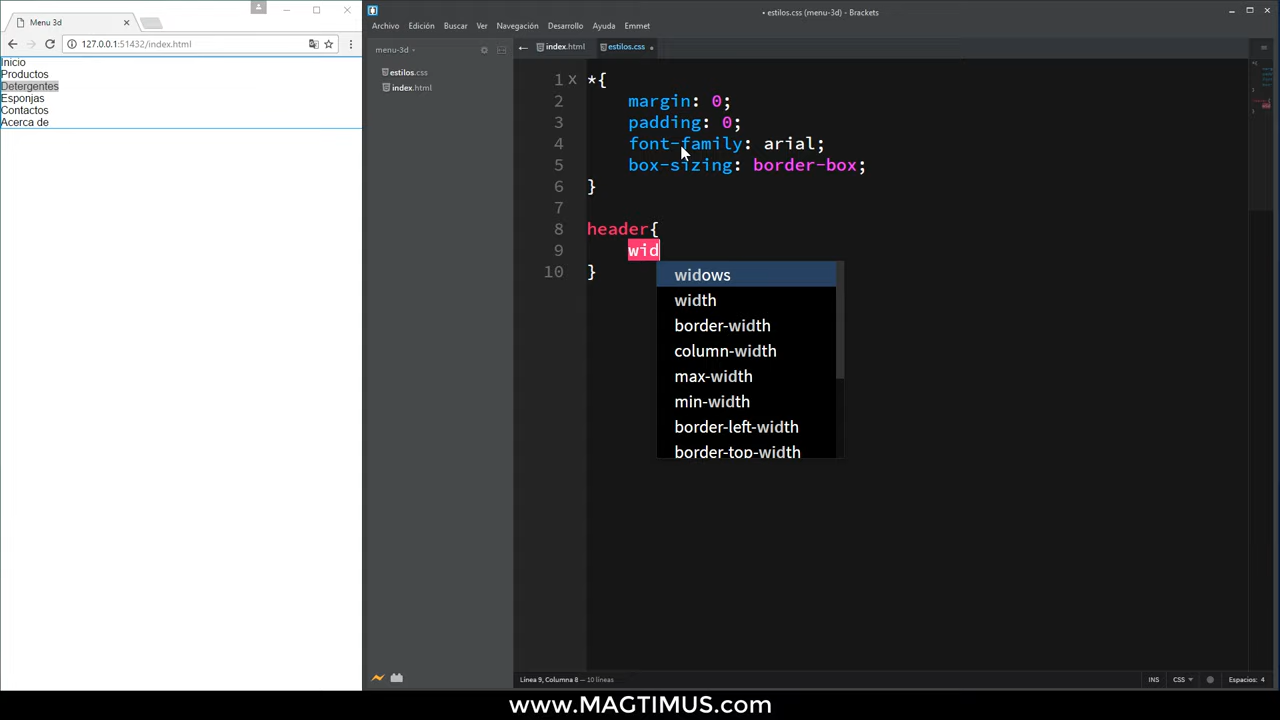 Menu 3d
127.0.0.1:51432/index.html
Inicio
Productos
Detergentes
Esponjas
Contactos
Acerca de
• estilos.css (menu-3d) - Brackets
Archivo Edición Buscar Ver Navegación Desarrollo Ayuda Emmet
menu-3d
estilos.css
index.html
index.html estilos.css •
1 *{
2 margin: 0;
3 padding: 0;
4 font-family: arial;
5 box-sizing: border-box;
6 }
7
8 header{
9 wid
10 }
widows
width
border-width
column-width
max-width
min-width
border-left-width
border-top-width
Línea 9, Columna 8 — 10 líneas INS CSS Espacios: 4
www.MAGTIMUS.com